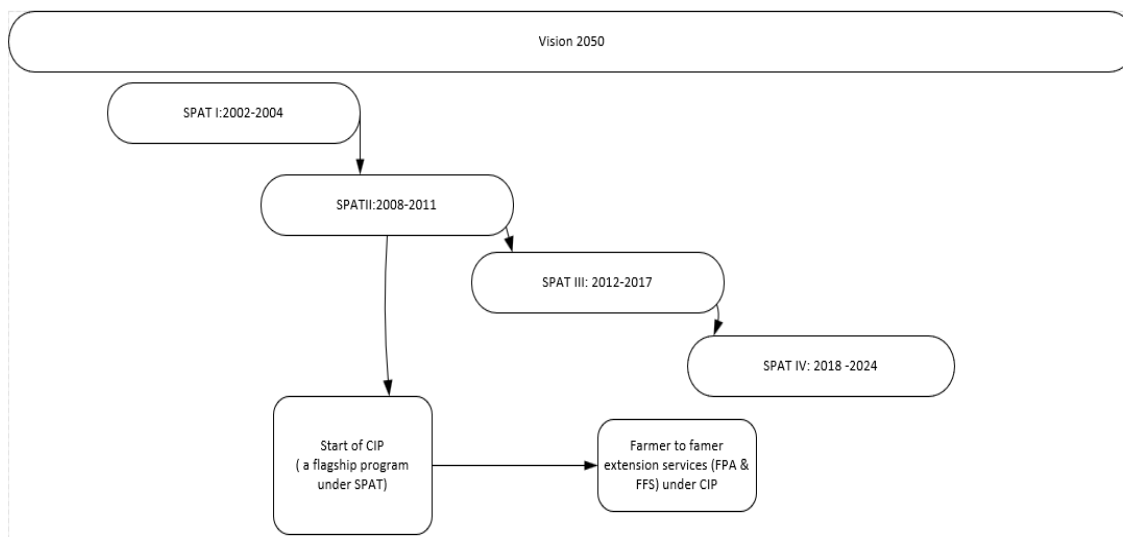 Vision 2050
SPAT I:2002-2004
SPATII:2008-2011
SPAT III: 2012-2017
SPAT IV: 2018 -2024
Start of CIP
( a flagship program
under SPAT)
Farmer to famer
extension services (FPA &
FFS) under CIP